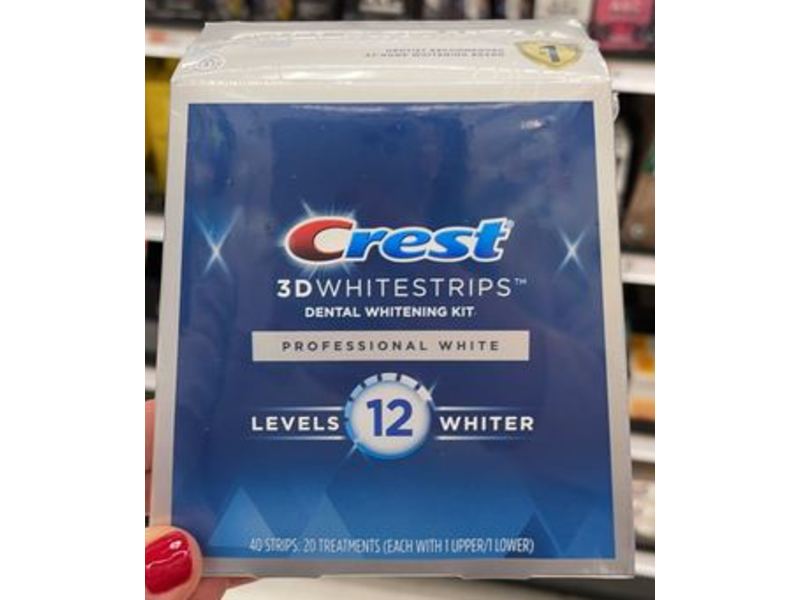 1
Crest
3DWHITESTRIPS™
DENTAL WHITENING KIT
PROFESSIONAL WHITE
LEVELS 12 WHITER
40 STRIPS: 20 TREATMENTS (EACH WITH 1 UPPER/1 LOWER)